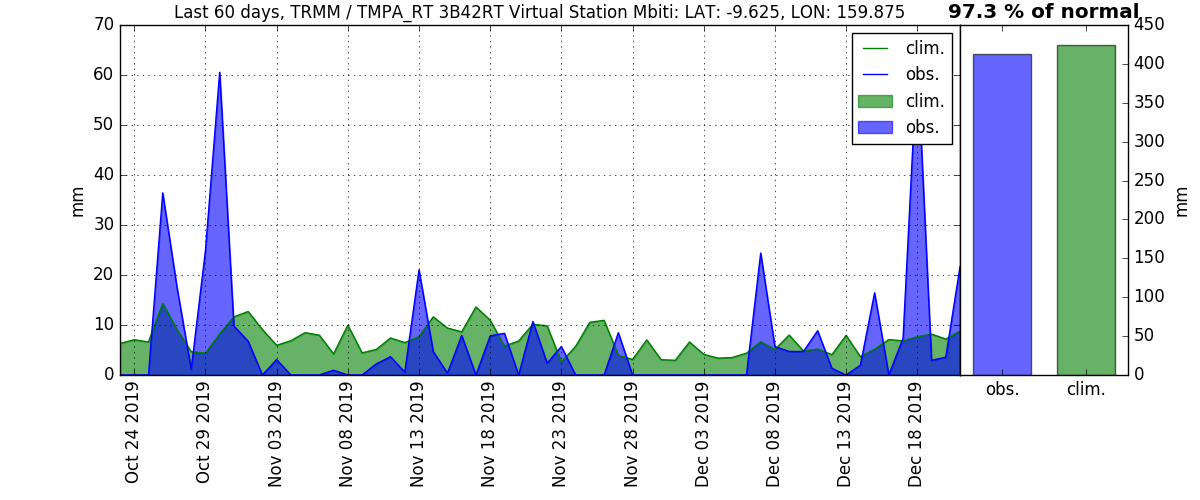 Last 60 days, TRMM / TMPA_RT 3B42RT Virtual Station Mbiti: LAT: -9.625, LON: 159.875
97.3 % of normal
70
60
50
40
30
20
10
0
mm
clim.
obs.
clim.
obs.
Oct 24 2019
Oct 29 2019
Nov 03 2019
Nov 08 2019
Nov 13 2019
Nov 18 2019
Nov 23 2019
Nov 28 2019
Dec 03 2019
Dec 08 2019
Dec 13 2019
Dec 18 2019
450
400
350
300
250
200
150
100
50
0
mm
obs.
clim.